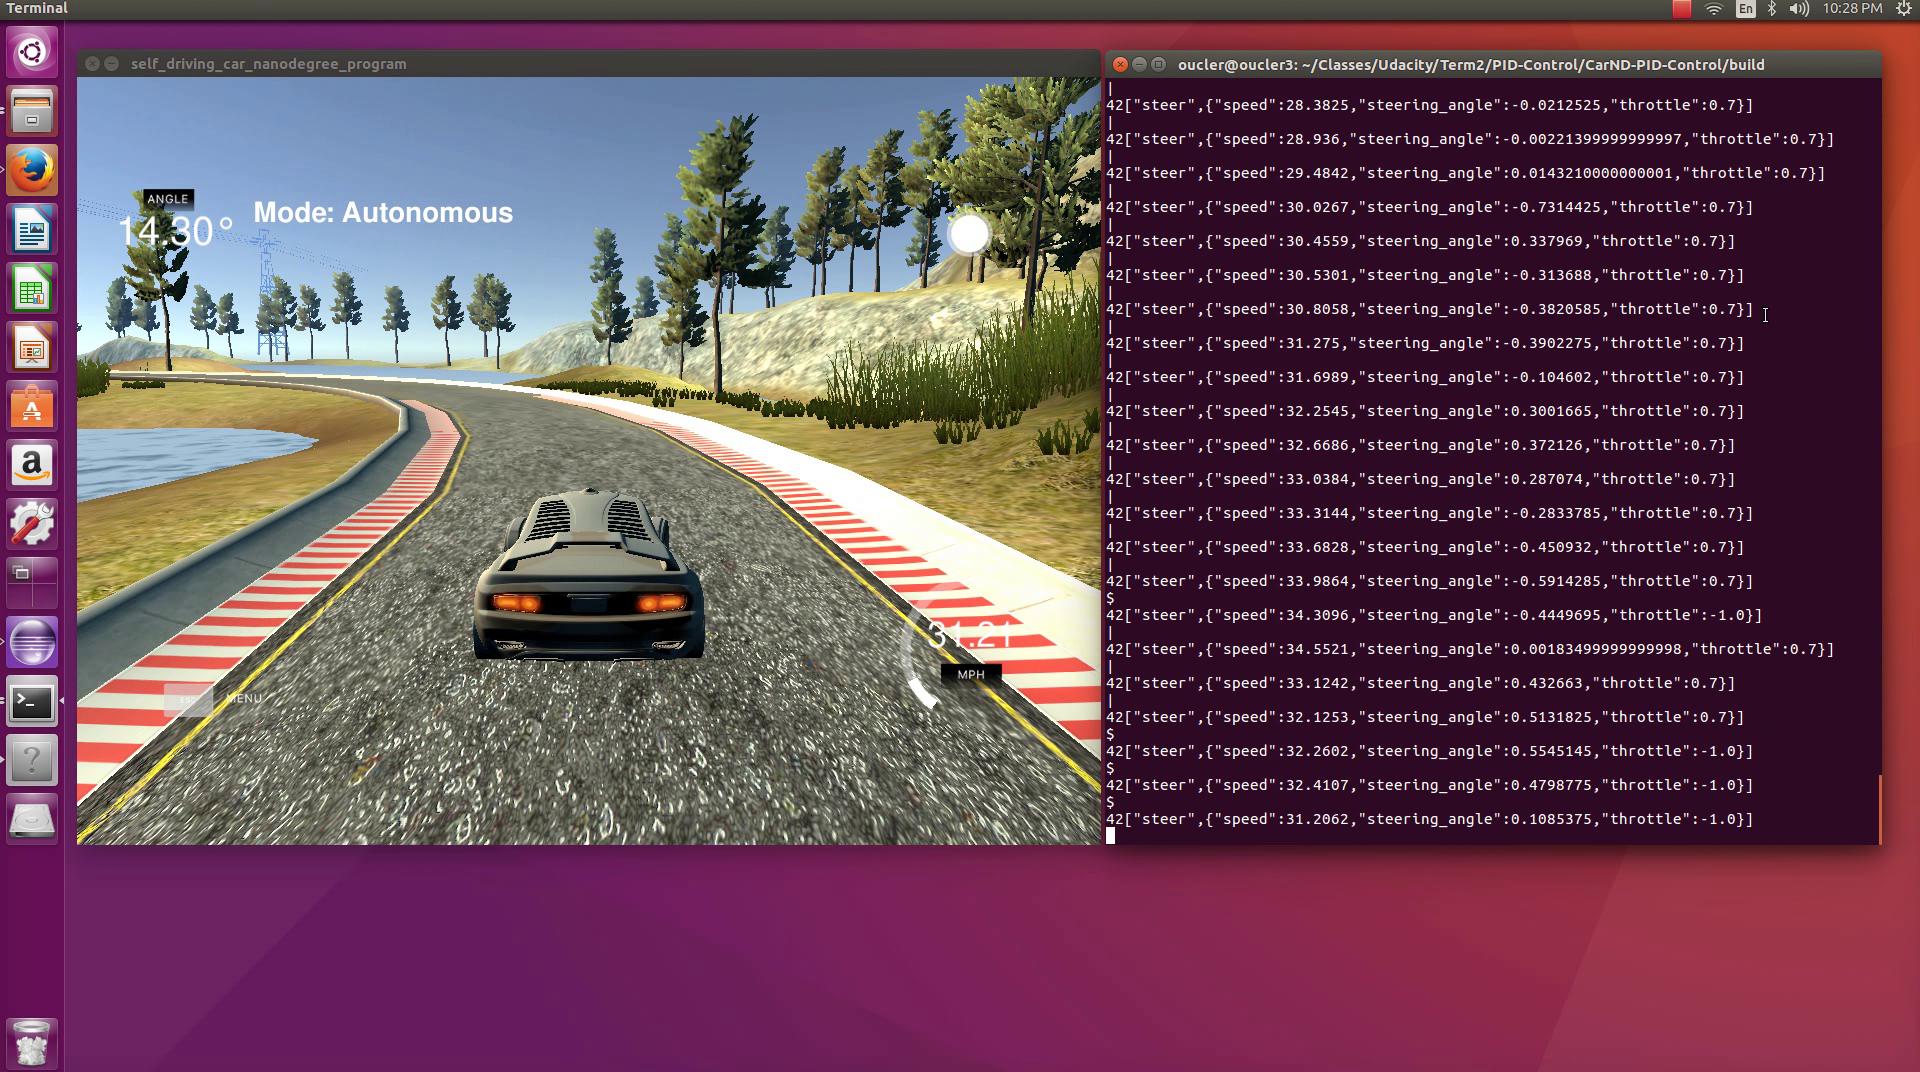 Terminal
En
10:28 PM
self_driving_car_nanodegree_program
ANGLE
14.30°
Mode: Autonomous
31.21
MPH
ESC
MENU
a
oucler@oucler3: ~/Classes/Udacity/Term2/PID-Control/CarND-PID-Control/build
|
42["steer",{"speed":28.3825,"steering_angle":-0.0212525,"throttle":0.7}]
|
42["steer",{"speed":28.936,"steering_angle":-0.00221399999999997,"throttle":0.7}]
|
42["steer",{"speed":29.4842,"steering_angle":0.0143210000000001,"throttle":0.7}]
|
42["steer",{"speed":30.0267,"steering_angle":-0.7314425,"throttle":0.7}]
|
42["steer",{"speed":30.4559,"steering_angle":0.337969,"throttle":0.7}]
|
42["steer",{"speed":30.5301,"steering_angle":-0.313688,"throttle":0.7}]
|
42["steer",{"speed":30.8058,"steering_angle":-0.3820585,"throttle":0.7}]
|
42["steer",{"speed":31.275,"steering_angle":-0.3902275,"throttle":0.7}]
|
42["steer",{"speed":31.6989,"steering_angle":-0.104602,"throttle":0.7}]
|
42["steer",{"speed":32.2545,"steering_angle":0.3001665,"throttle":0.7}]
|
42["steer",{"speed":32.6686,"steering_angle":0.372126,"throttle":0.7}]
|
42["steer",{"speed":33.0384,"steering_angle":0.287074,"throttle":0.7}]
|
42["steer",{"speed":33.3144,"steering_angle":-0.2833785,"throttle":0.7}]
|
42["steer",{"speed":33.6828,"steering_angle":-0.450932,"throttle":0.7}]
|
42["steer",{"speed":33.9864,"steering_angle":-0.5914285,"throttle":0.7}]
$
42["steer",{"speed":34.3096,"steering_angle":-0.4449695,"throttle":-1.0}]
|
42["steer",{"speed":34.5521,"steering_angle":0.00183499999999998,"throttle":0.7}]
|
42["steer",{"speed":33.1242,"steering_angle":0.432663,"throttle":0.7}]
|
42["steer",{"speed":32.1253,"steering_angle":0.5131825,"throttle":0.7}]
$
42["steer",{"speed":32.2602,"steering_angle":0.5545145,"throttle":-1.0}]
$
42["steer",{"speed":32.4107,"steering_angle":0.4798775,"throttle":-1.0}]
$
42["steer",{"speed":31.2062,"steering_angle":0.1085375,"throttle":-1.0}]